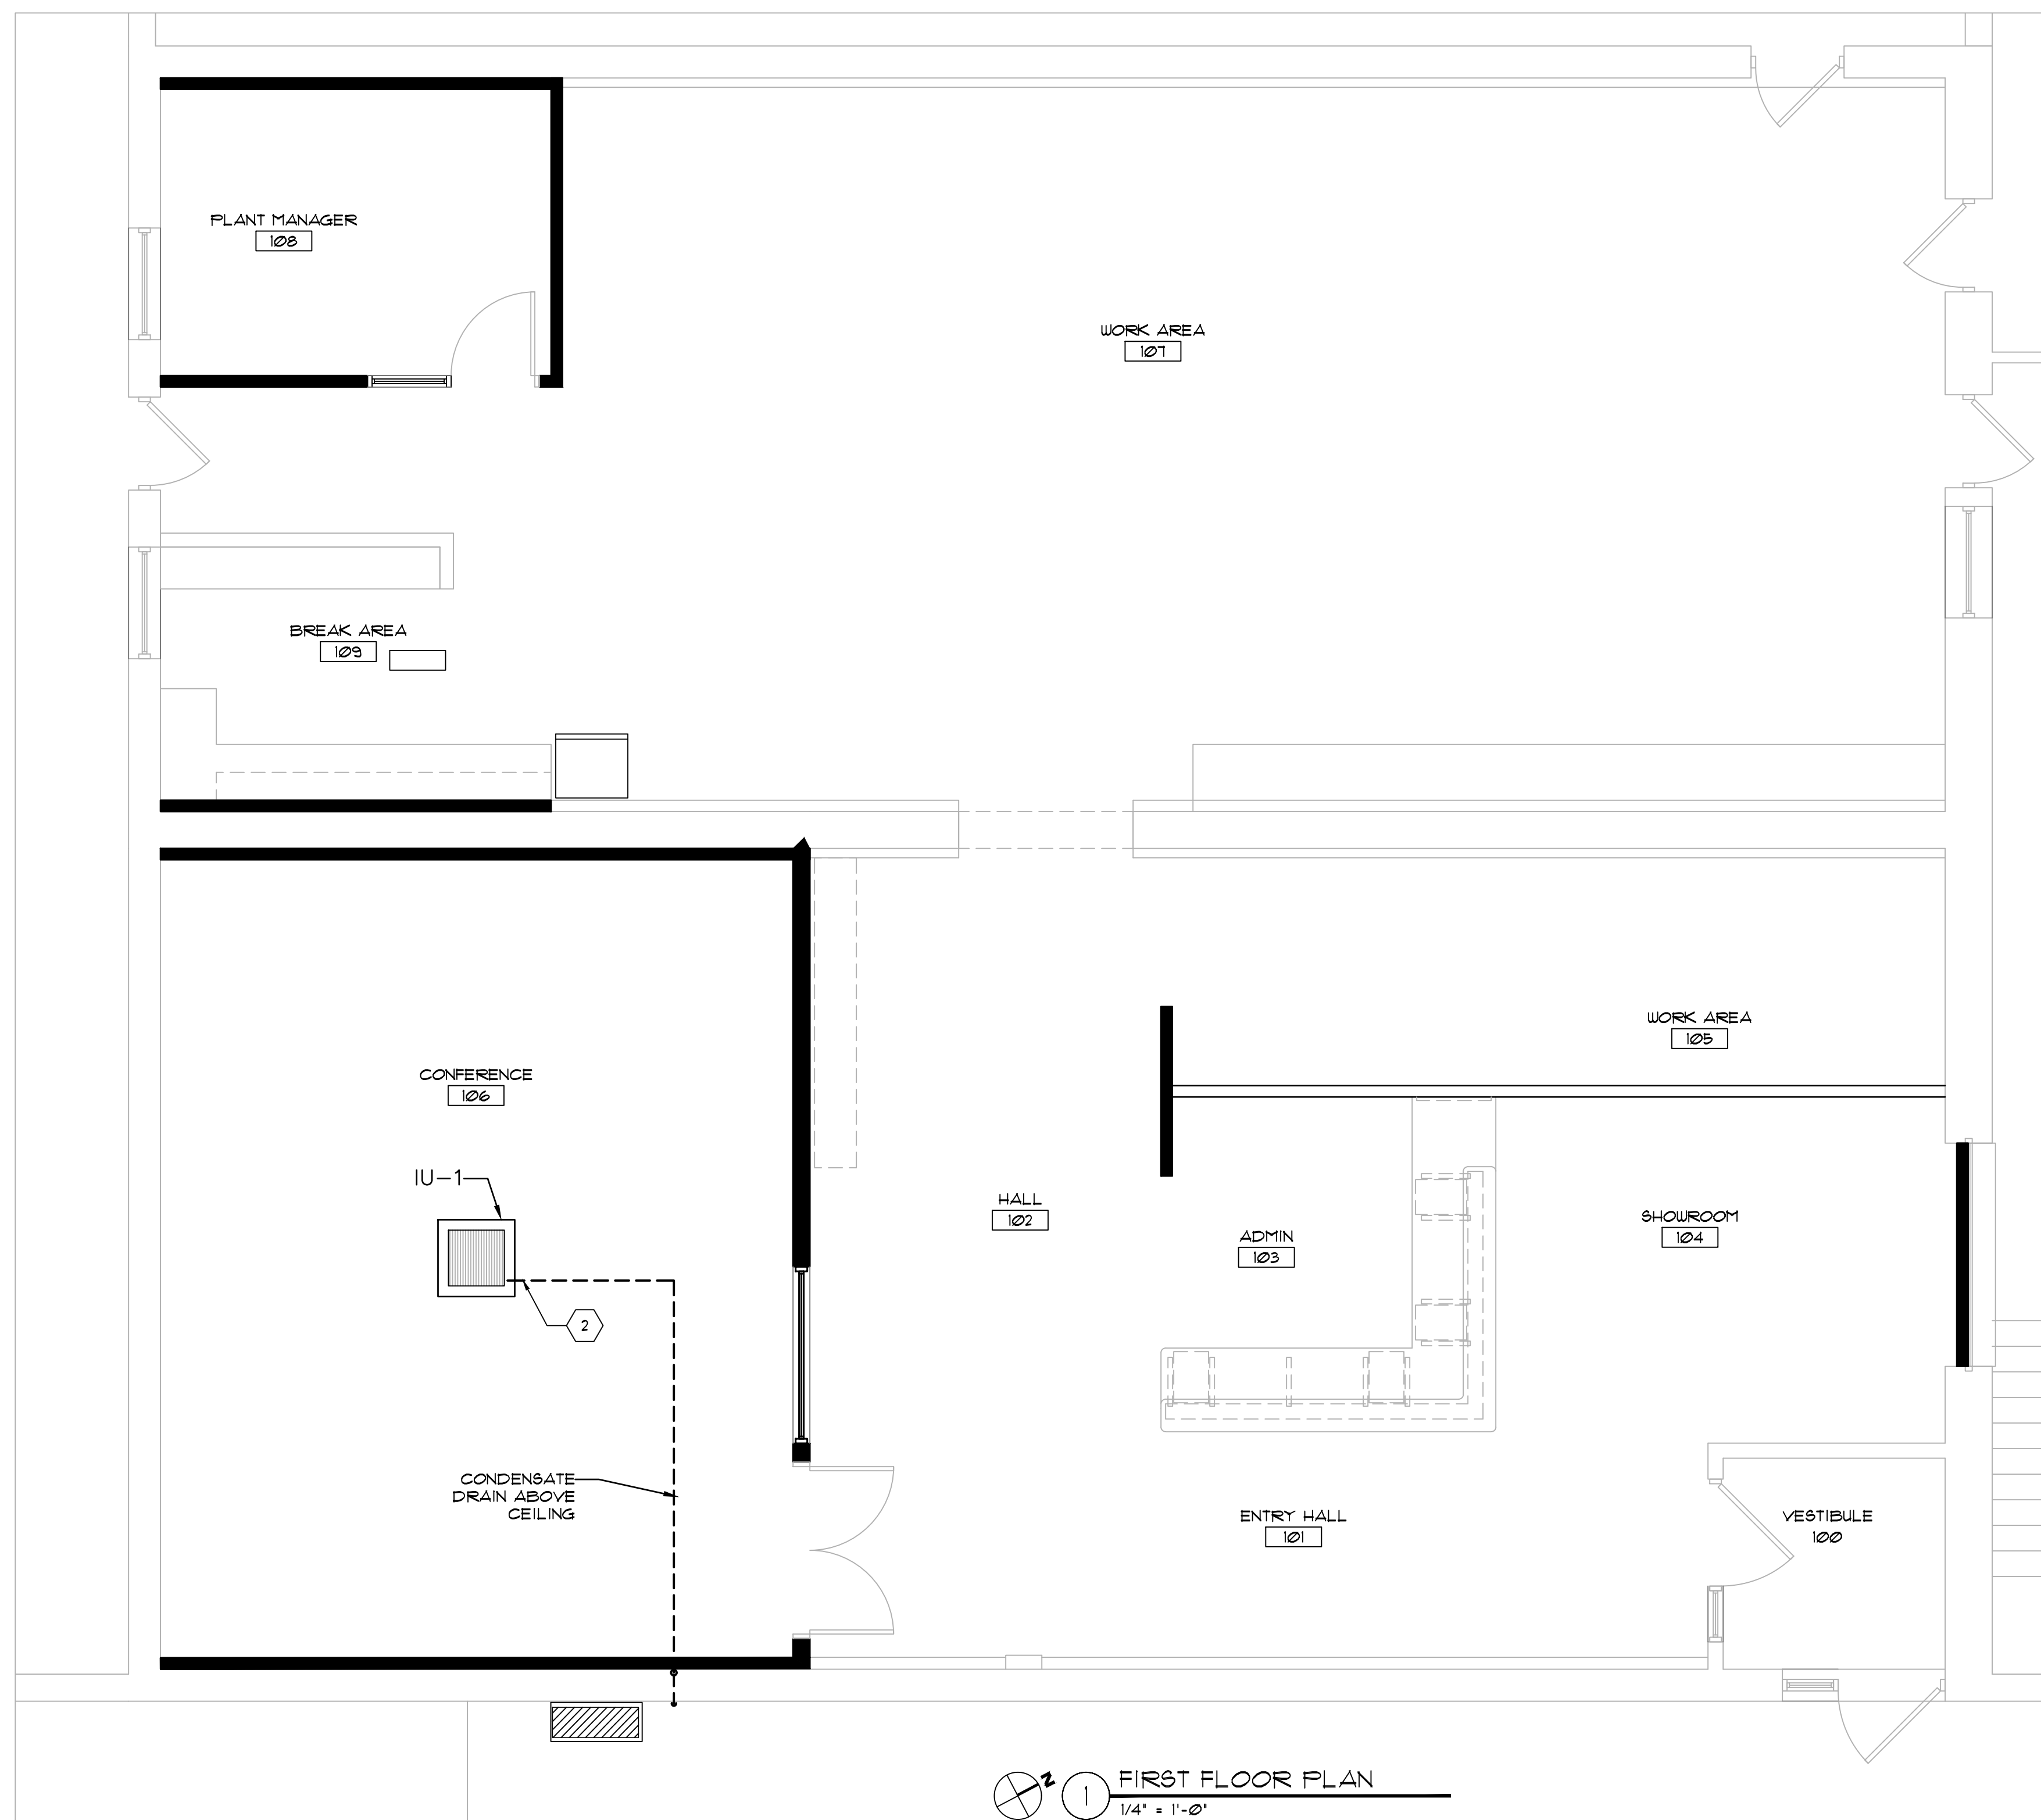 PLANT MANAGER
108
WORK AREA
107
BREAK AREA
109
WORK AREA
105
CONFERENCE
106
IU-1
HALL
102
SHOWROOM
104
ADMIN
103
2
CONDENSATE
DRAIN ABOVE
CEILING
ENTRY HALL
101
VESTIBULE
100
N
1
FIRST FLOOR PLAN
1/4" = 1'-0"